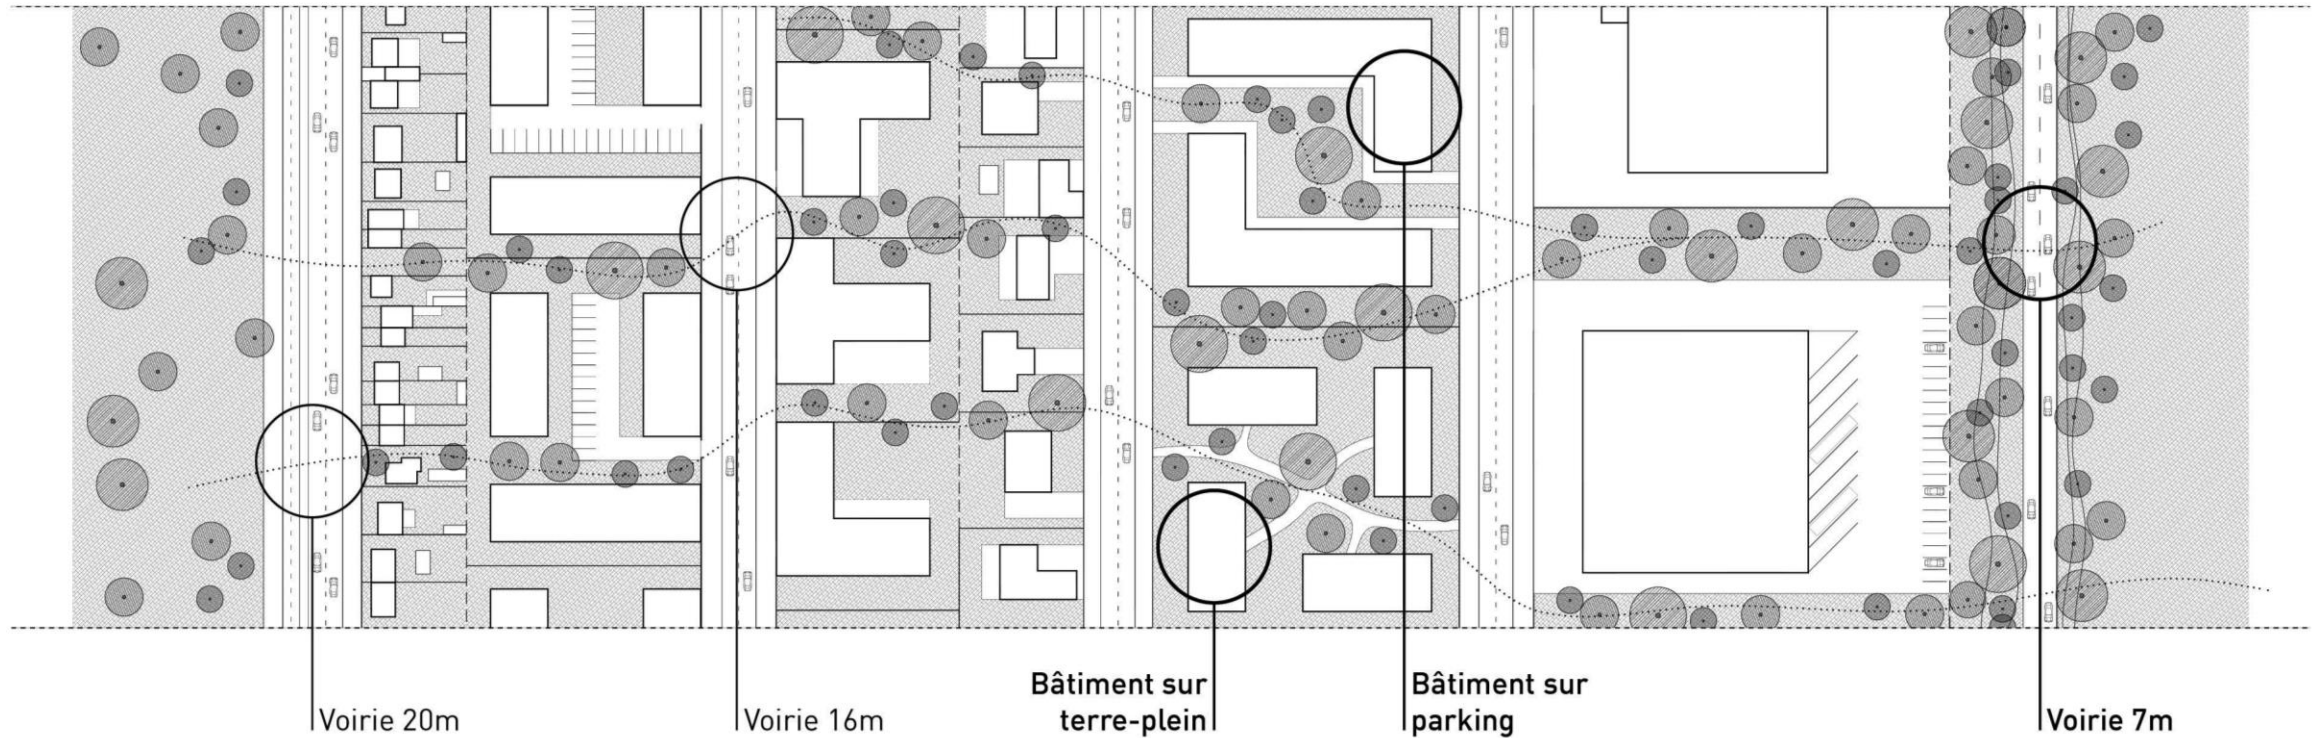 Voirie 20m
Voirie 16m
Bâtiment sur
terre-plein
Bâtiment sur
parking
Voirie 7m